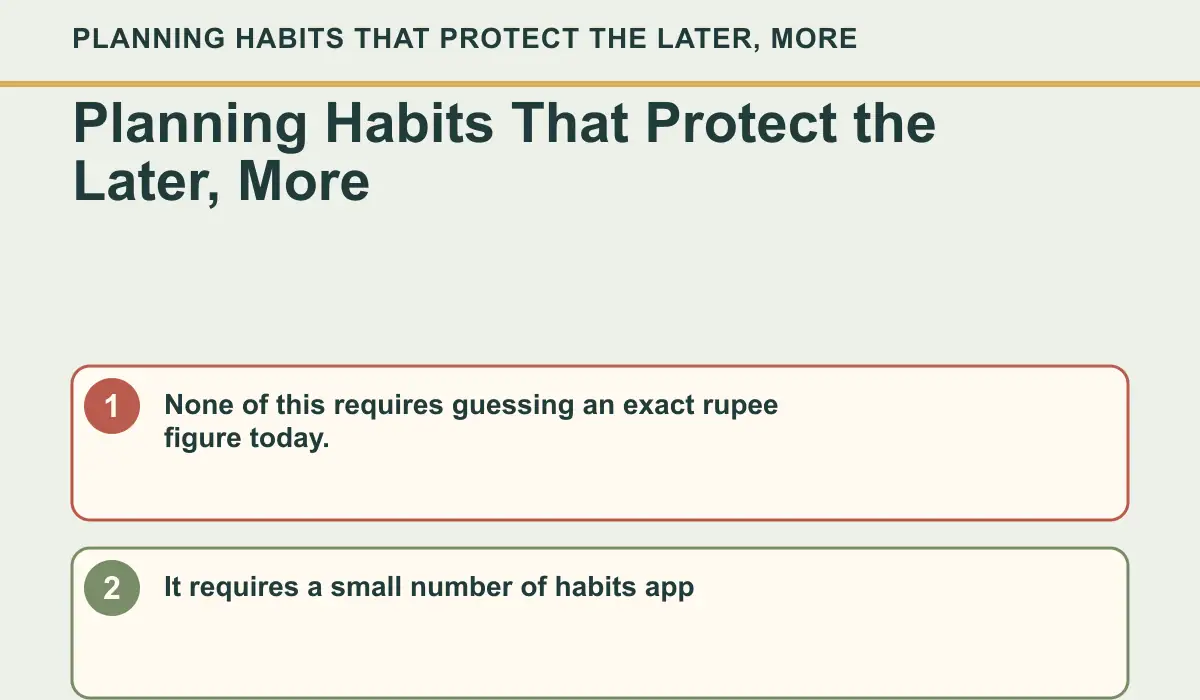 PLANNING HABITS THAT PROTECT THE LATER, MORE
Planning Habits That Protect the
Later, More
1
None of this requires guessing an exact rupee
figure today.
2
It requires a small number of habits app